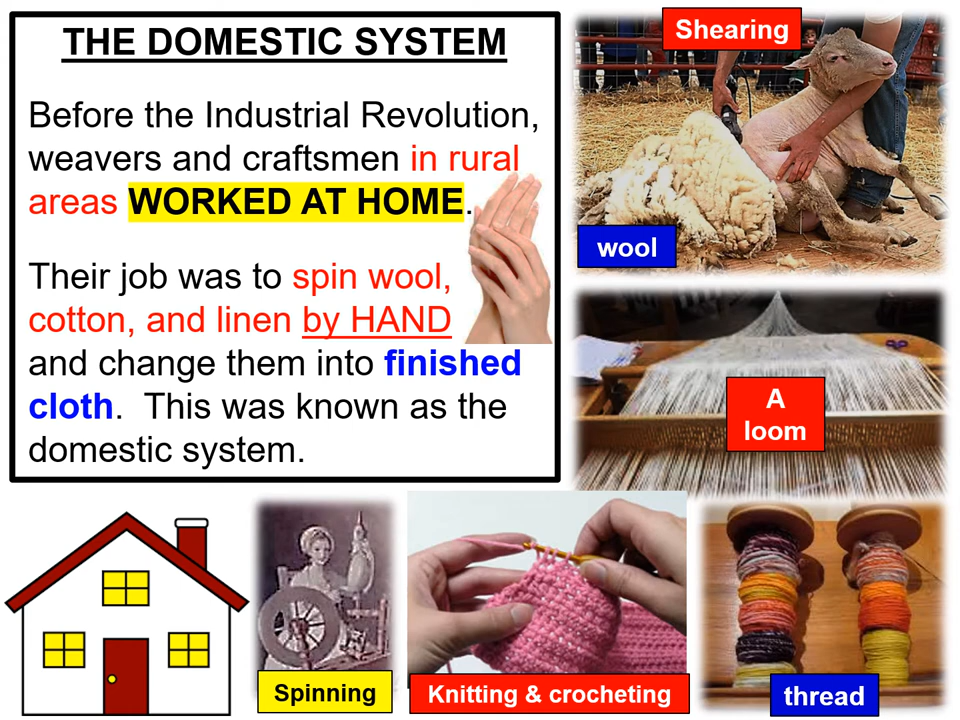 THE DOMESTIC SYSTEM
Before the Industrial Revolution,
weavers and craftsmen in rural
areas WORKED AT HOME.
Their job was to spin wool,
cotton, and linen by HAND
and change them into finished
cloth.  This was known as the
domestic system.
Shearing
wool
A
loom
Spinning
Knitting & crocheting
thread